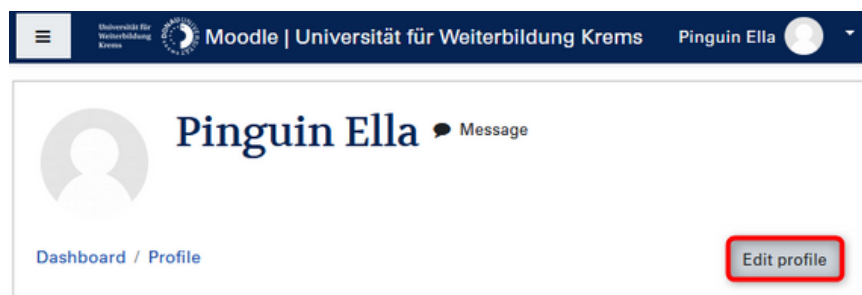 Universität für
Weiterbildung
Krems
Moodle | Universität für Weiterbildung Krems
Pinguin Ella
Pinguin Ella
Message
Dashboard / Profile
Edit profile